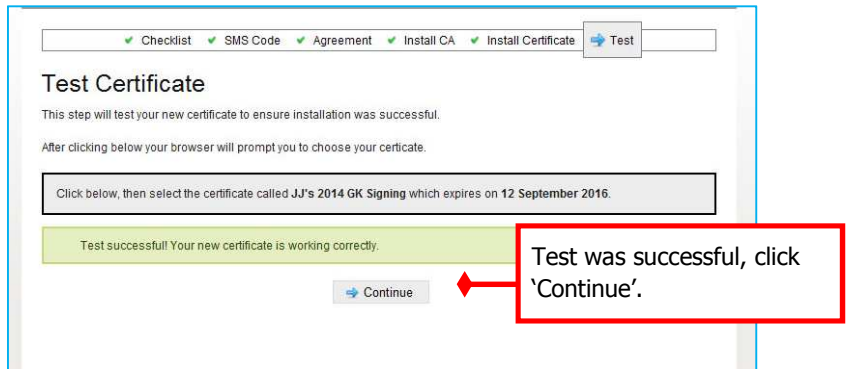 Checklist SMS Code Agreement Install CA Install Certificate Test
Test Certificate
This step will test your new certificate to ensure installation was successful.
After clicking below your browser will prompt you to choose your certicate.
Click below, then select the certificate called JJ's 2014 GK Signing which expires on 12 September 2016.
Test successful! Your new certificate is working correctly.
Test was successful, click
‘Continue’.
Continue